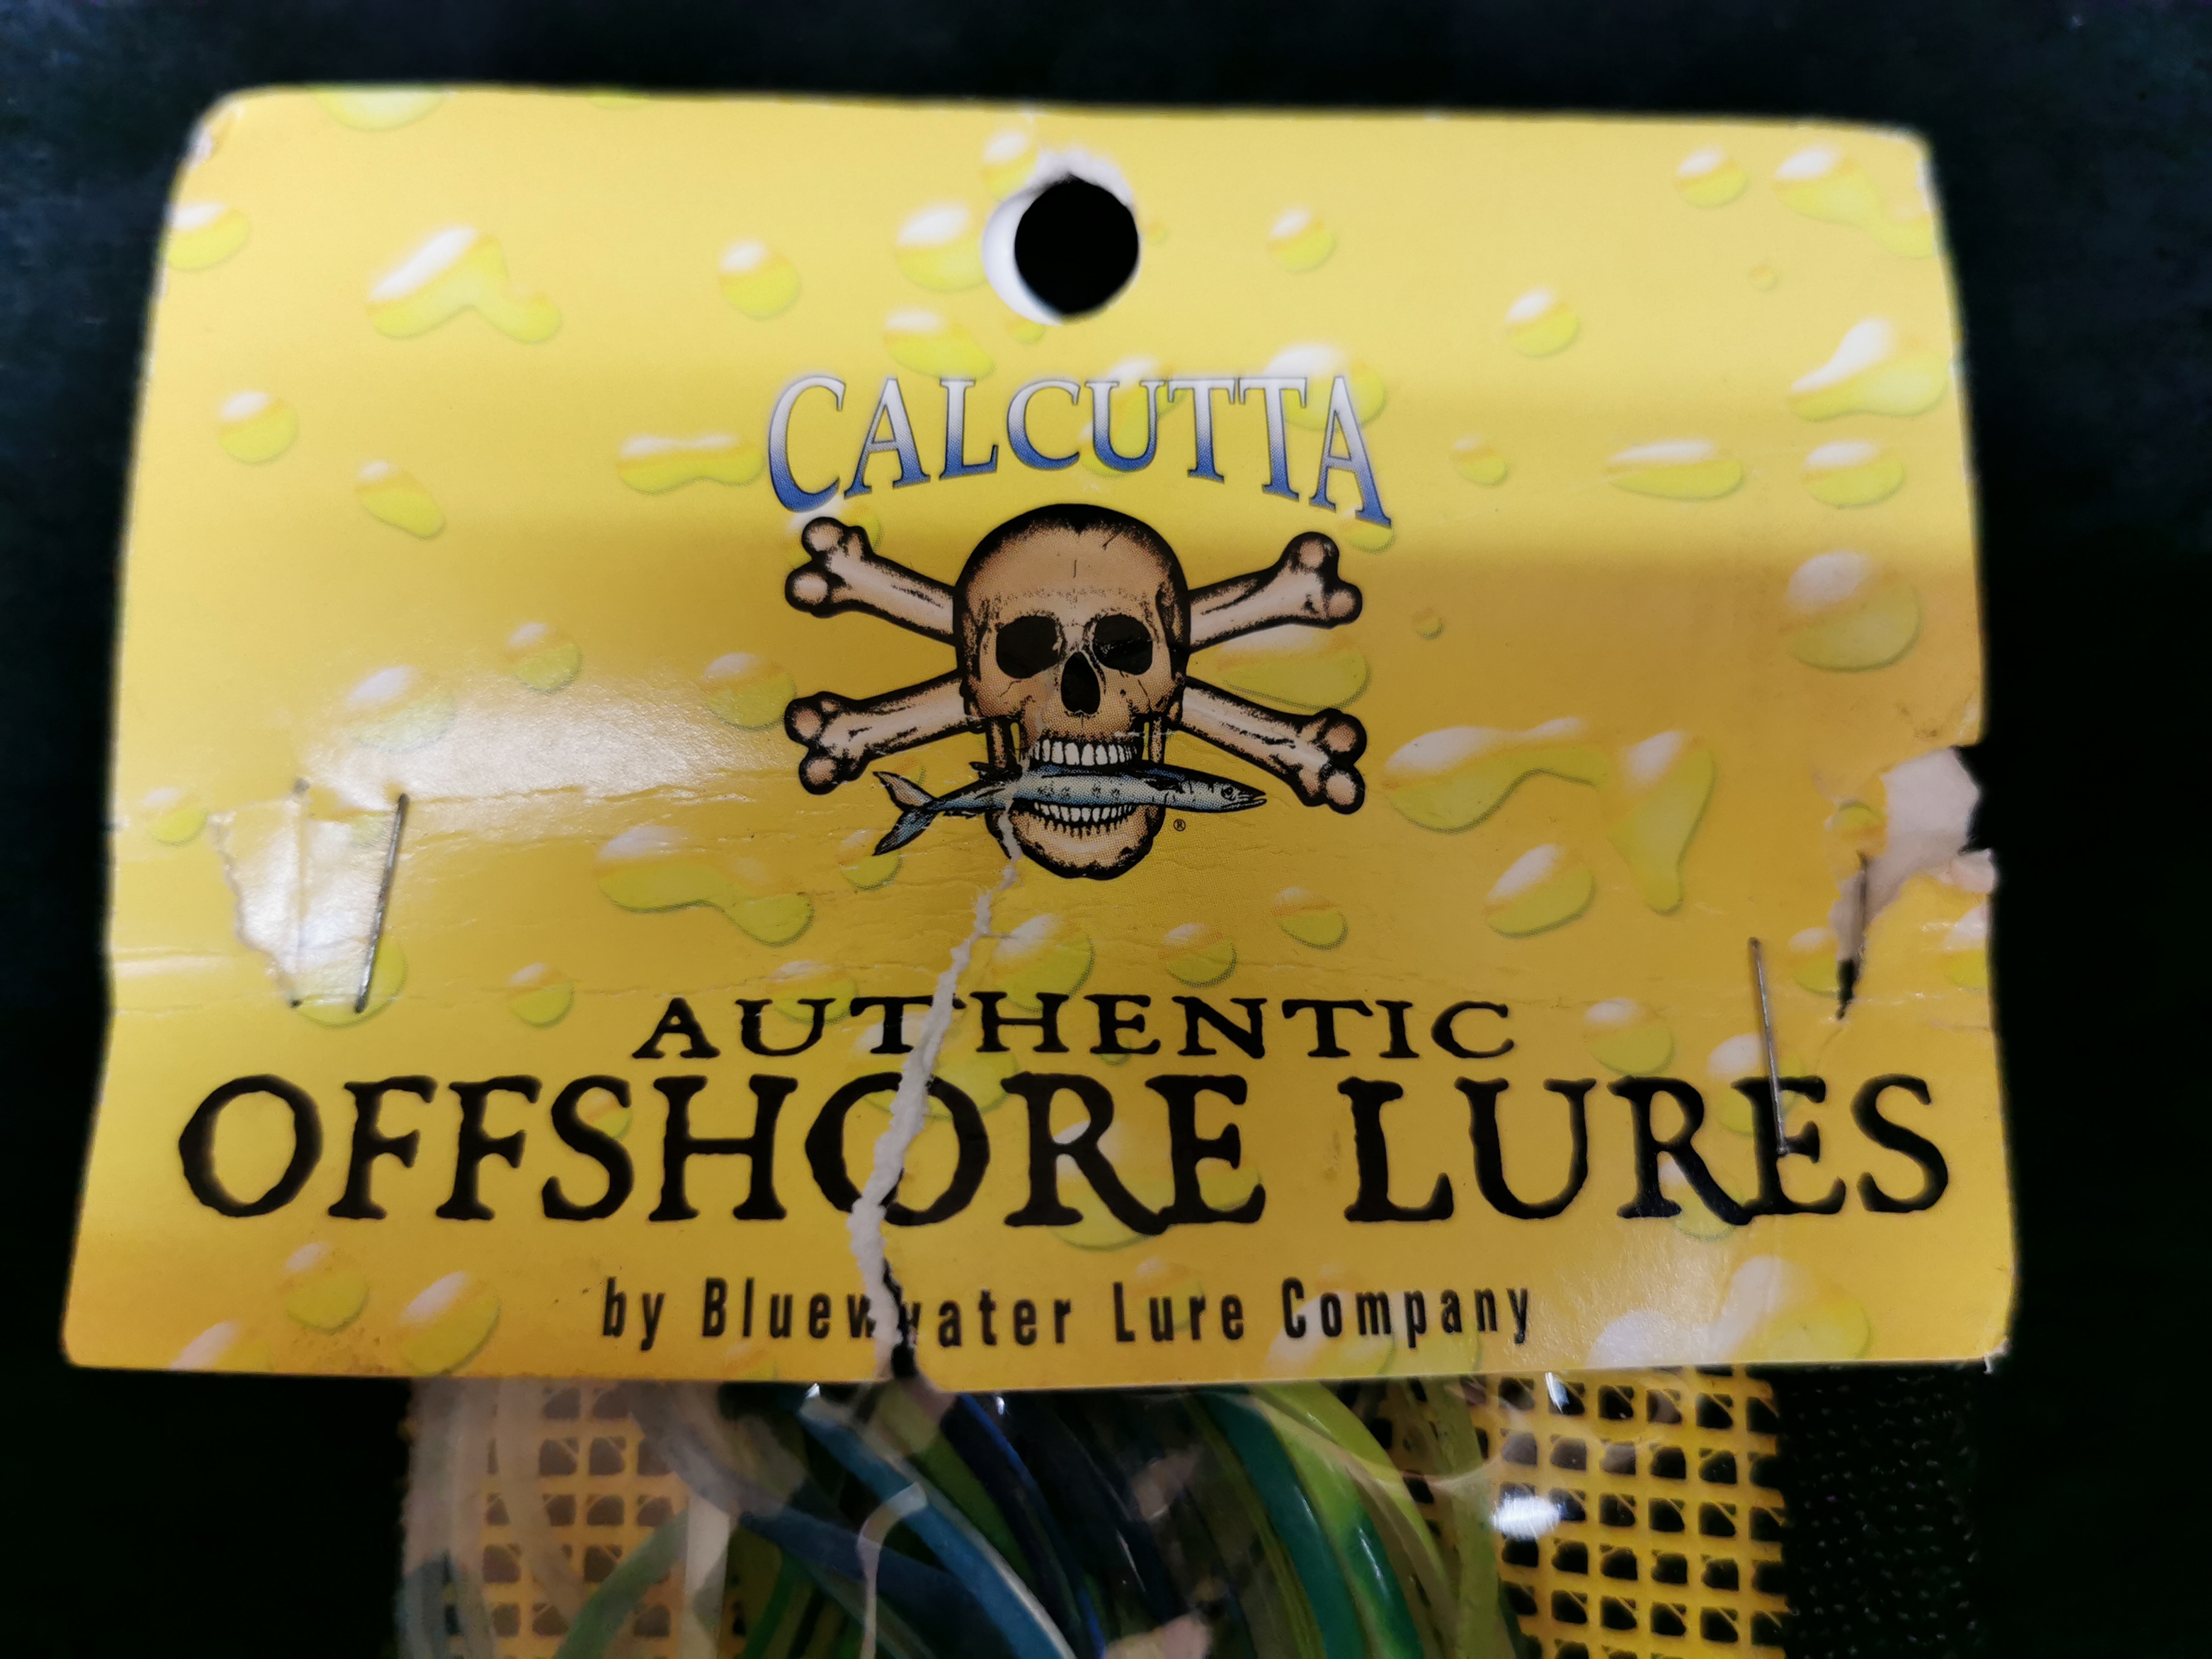 CALCUTTA
®
AUTHENTIC
OFFSHORE LURES
by Bluewater Lure Company